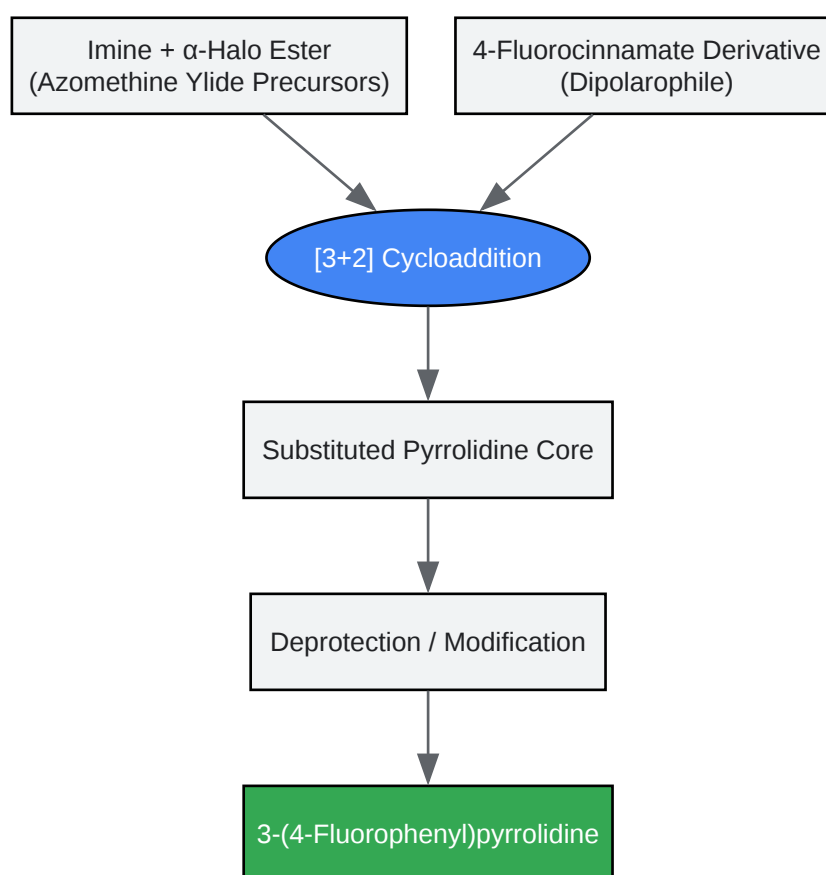 Imine + α-Halo Ester
(Azomethine Ylide Precursors)
4-Fluorocinnamate Derivative
(Dipolarophile)
[3+2] Cycloaddition
Substituted Pyrrolidine Core
Deprotection / Modification
3-(4-Fluorophenyl)pyrrolidine